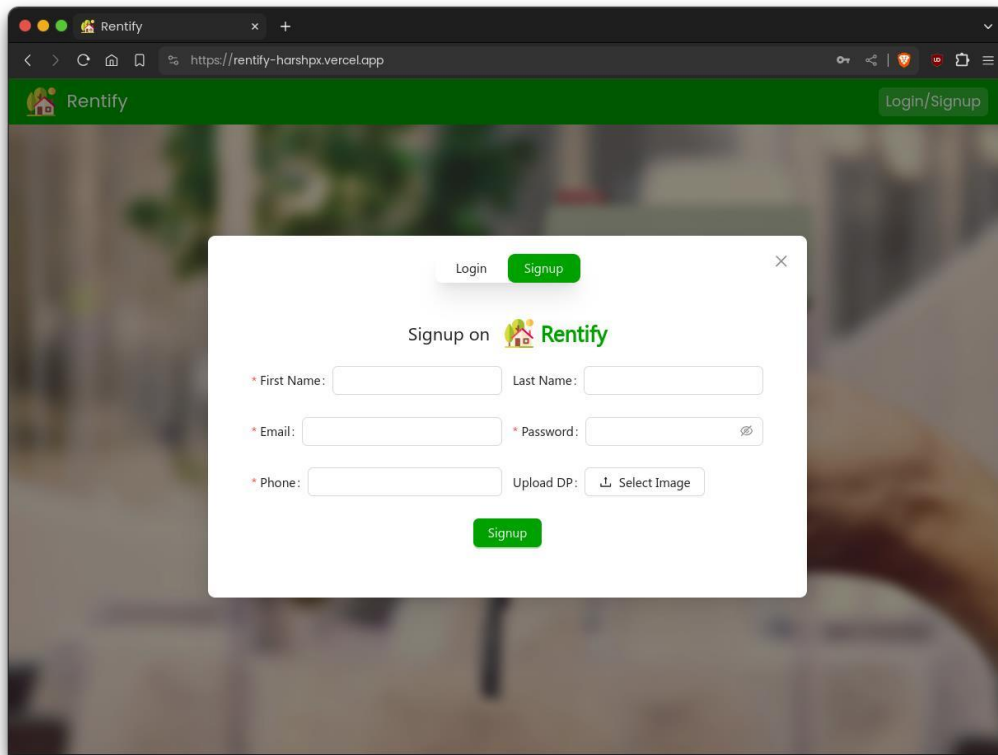 Rentify
https://rentify-harshpx.vercel.app
Rentify
Login/Signup
Login
Signup
Signup on Rentify
* First Name:
Last Name:
* Email:
* Password:
* Phone:
Upload DP:
Select Image
Signup